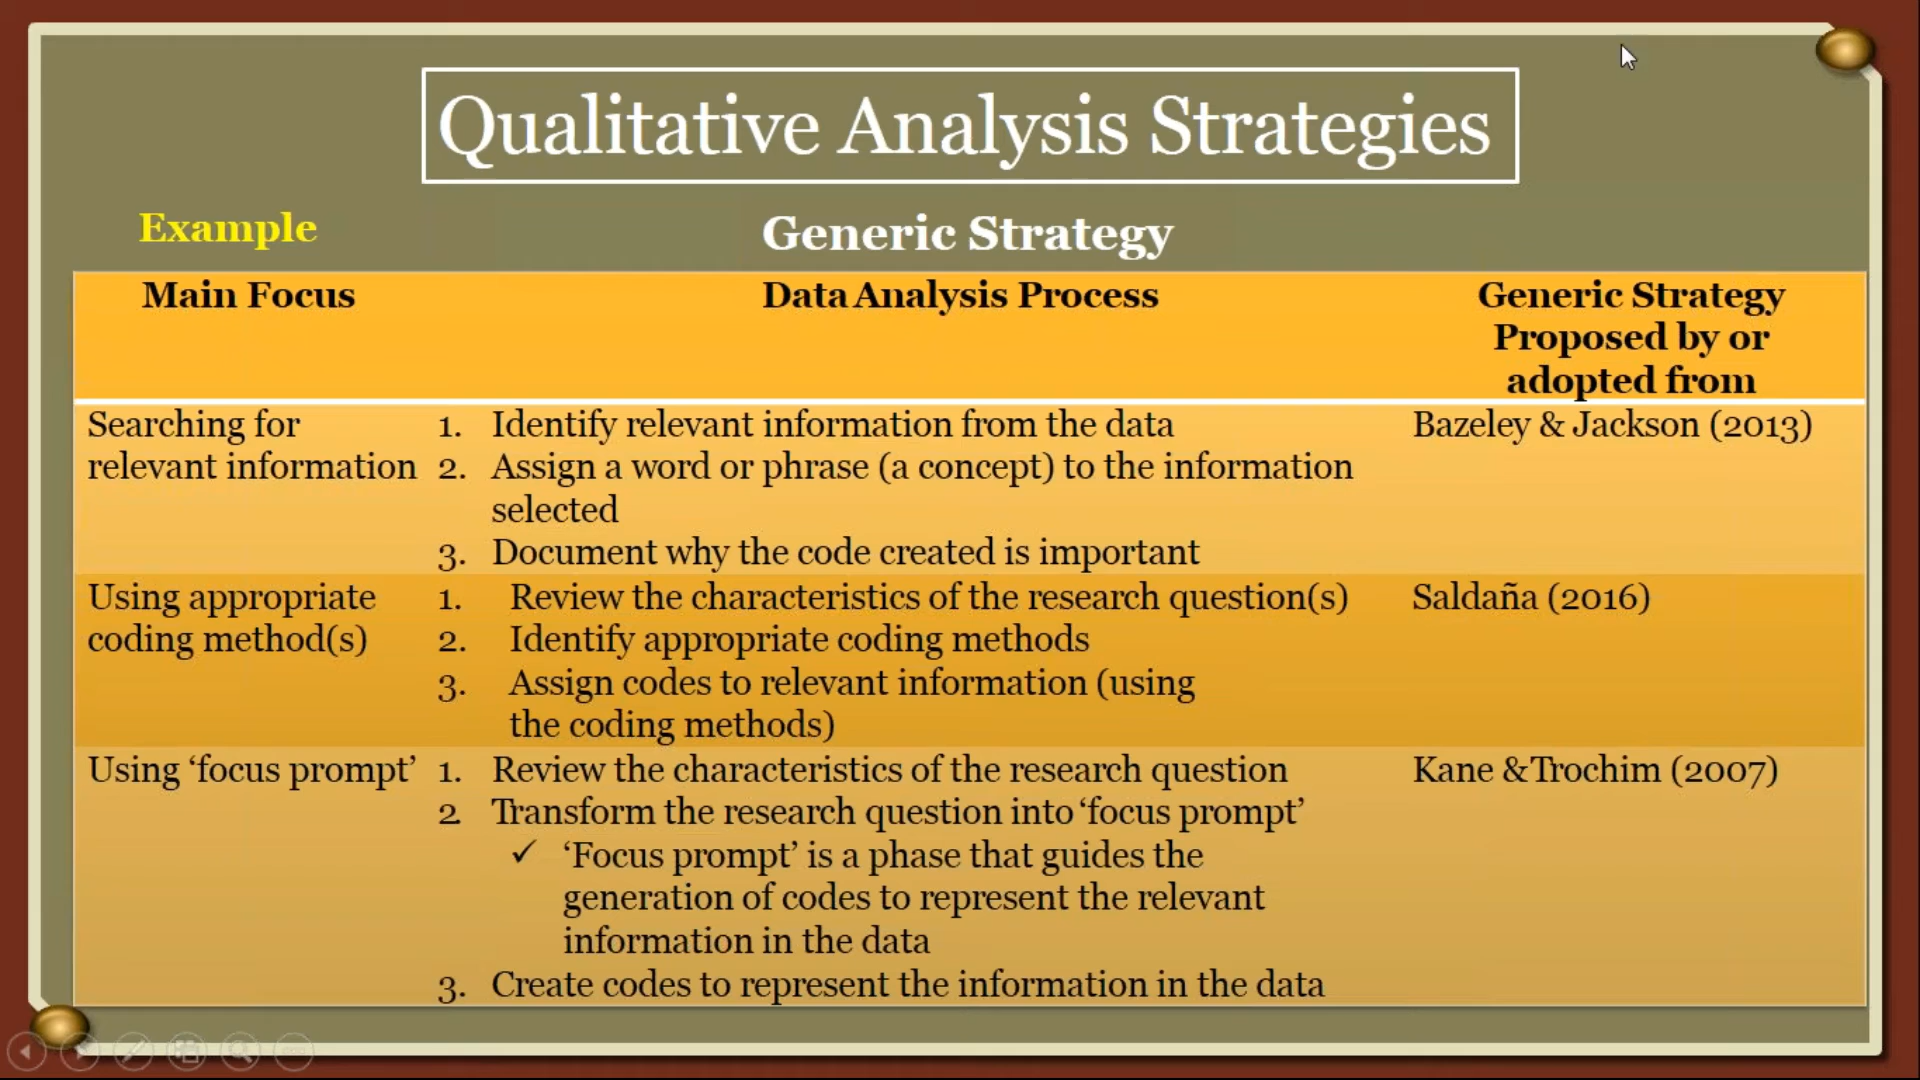 Qualitative Analysis Strategies
Example
Generic Strategy
Main Focus
Data Analysis Process
Generic Strategy
Proposed by or
adopted from
Searching for
relevant information
1. Identify relevant information from the data
2. Assign a word or phrase (a concept) to the information
selected
3. Document why the code created is important
Bazeley & Jackson (2013)
Using appropriate
coding method(s)
1. Review the characteristics of the research question(s)
2. Identify appropriate coding methods
3. Assign codes to relevant information (using
the coding methods)
Saldaña (2016)
Using ‘focus prompt’
1. Review the characteristics of the research question
2. Transform the research question into ‘focus prompt’
✓ ‘Focus prompt’ is a phase that guides the
generation of codes to represent the relevant
information in the data
3. Create codes to represent the information in the data
Kane &Trochim (2007)